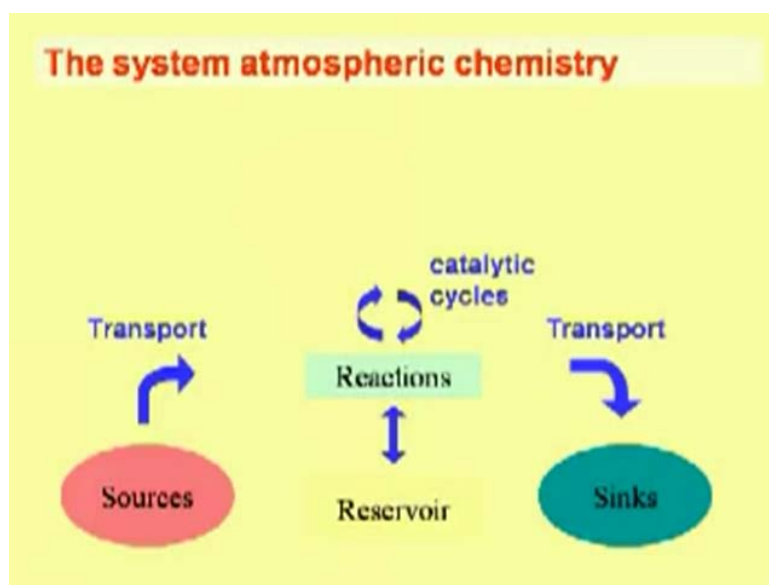 The system atmospheric chemistry
catalytic
cycles
Transport
Transport
Reactions
Sources
Reservoir
Sinks